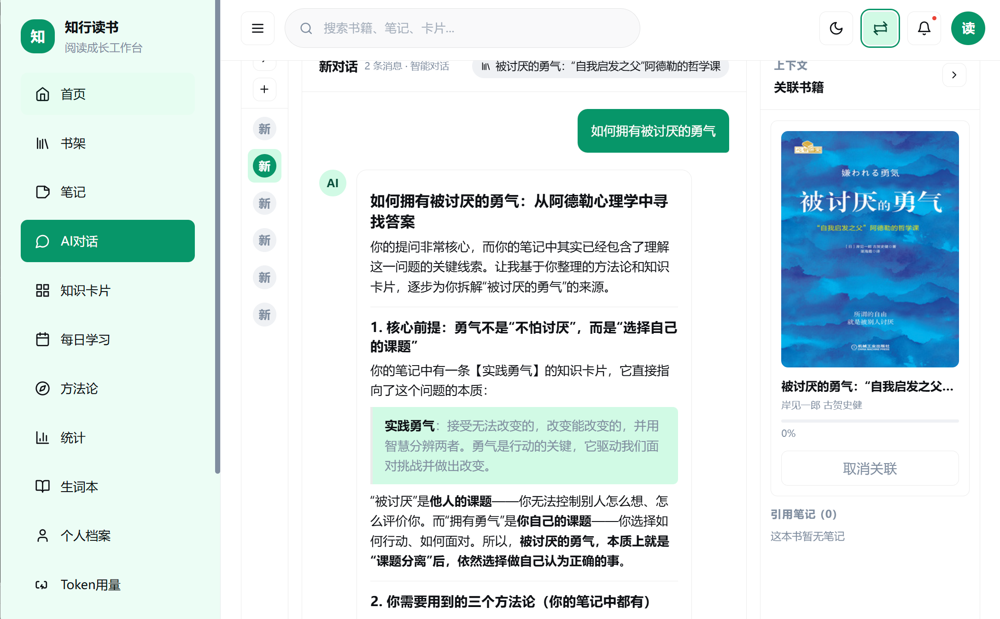 知
知行读书
阅读成长工作台
首页
书架
笔记
AI对话
知识卡片
每日学习
方法论
统计
生词本
个人档案
Token用量
搜索书籍、笔记、卡片...
读
新
新
新
新
新
新
新对话 2 条消息 · 智能对话
被讨厌的勇气：“自我启发之父”阿德勒的哲学课
如何拥有被讨厌的勇气
AI
如何拥有被讨厌的勇气：从阿德勒心理学中寻
找答案
你的提问非常核心，而你的笔记中其实已经包含了理解
这一问题的关键线索。让我基于你整理的方法论和知识
卡片，逐步为你拆解“被讨厌的勇气”的来源。
1. 核心前提：勇气不是“不怕讨厌”，而是“选择自己
的课题”
你的笔记中有一条【实践勇气】的知识卡片，它直接指
向了这个问题的本质：
实践勇气：接受无法改变的，改变能改变的，并用
智慧分辨两者。勇气是行动的关键，它驱动我们面
对挑战并做出改变。
“被讨厌”是他人的课题——你无法控制别人怎么想、怎
么评价你。而“拥有勇气”是你自己的课题——你选择如
何行动、如何面对。所以，被讨厌的勇气，本质上就是
“课题分离”后，依然选择做自己认为正确的事。
2. 你需要用到的三个方法论（你的笔记中都有）
上下文
关联书籍
嫌われる勇気
被讨厌的勇气
“自我启发之父”阿德勒的哲学课
［日］岸见一郎 古贺史健◎著
渠海霞◎译
所谓的自由
就是被别人讨厌
机械工业出版社
CHINA MACHINE PRESS
被讨厌的勇气：“自我启发之父...
岸见一郎 古贺史健
0%
取消关联
引用笔记 (0)
这本书暂无笔记